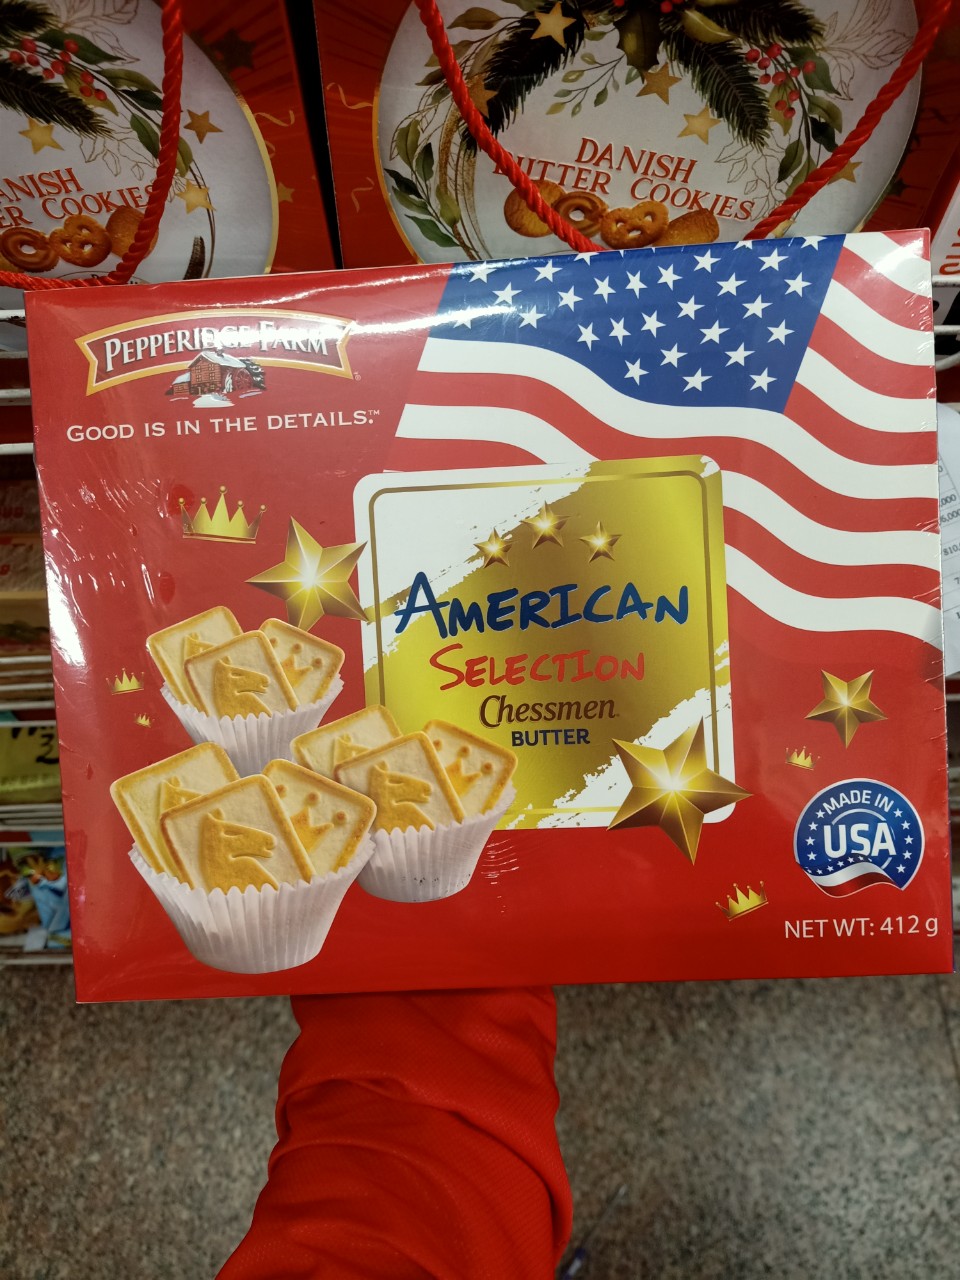 DANISH
BUTTER COOKIES
ANISH
ER COOKIES
PEPPERIDGE FARM
®
GOOD IS IN THE DETAILS.™
AMERICAN
SELECTION
Chessmen
BUTTER
MADE IN
USA
NET WT: 412 g